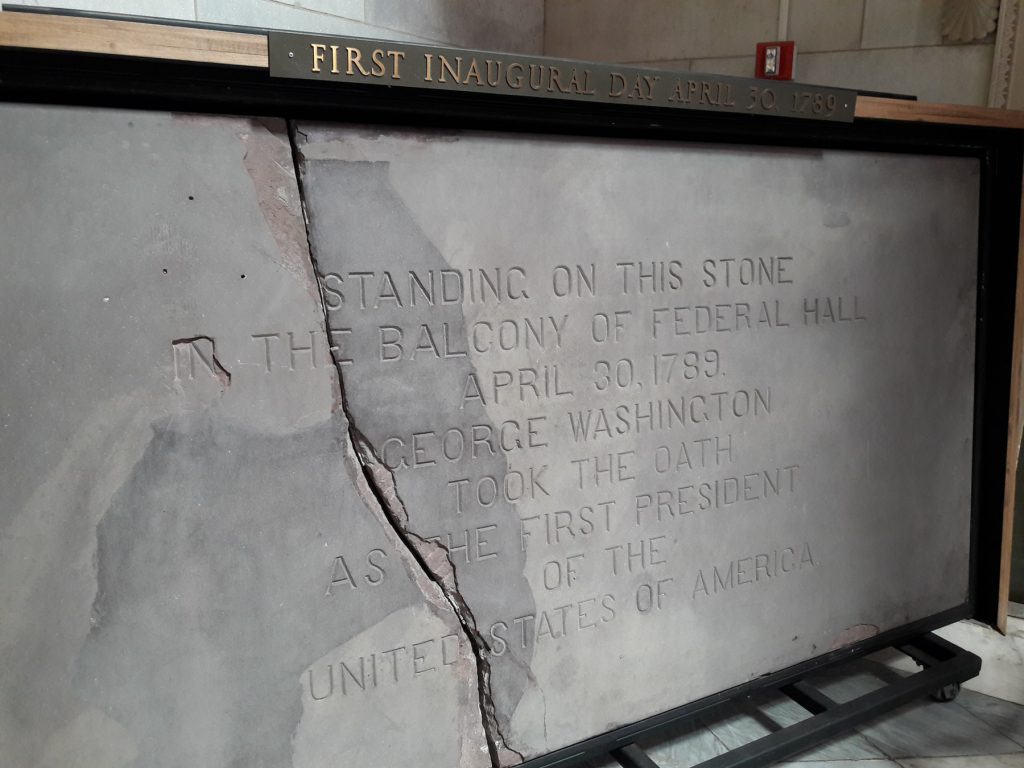 FIRST INAUGURAL DAY APRIL 30, 1789
STANDING ON THIS STONE
IN THE BALCONY OF FEDERAL HALL
APRIL 30, 1789.
GEORGE WASHINGTON
TOOK THE OATH
AS THE FIRST PRESIDENT
OF THE
UNITED STATES OF AMERICA.